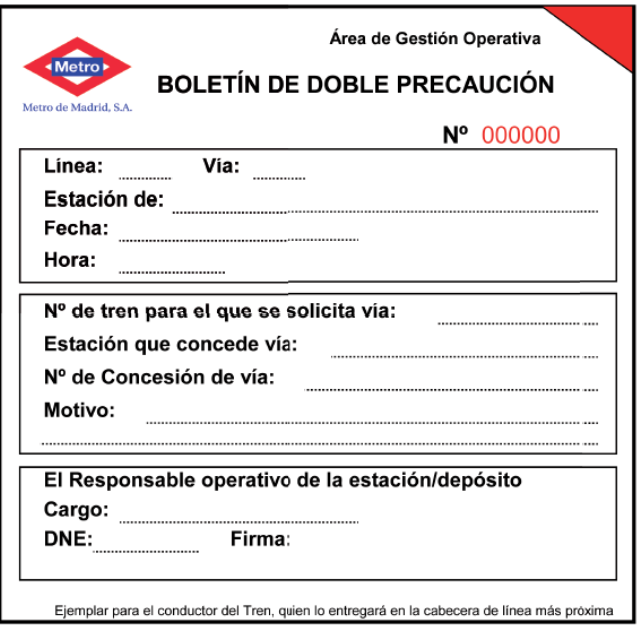 Área de Gestión Operativa
Metro
Metro de Madrid, S.A.
BOLETÍN DE DOBLE PRECAUCIÓN
Nº 000000
Línea: Vía:
Estación de:
Fecha:
Hora:
Nº de tren para el que se solicita vía:
Estación que concede vía:
Nº de Concesión de vía:
Motivo:
El Responsable operativo de la estación/depósito
Cargo:
DNE: Firma:
Ejemplar para el conductor del Tren, quien lo entregará en la cabecera de línea más próxima